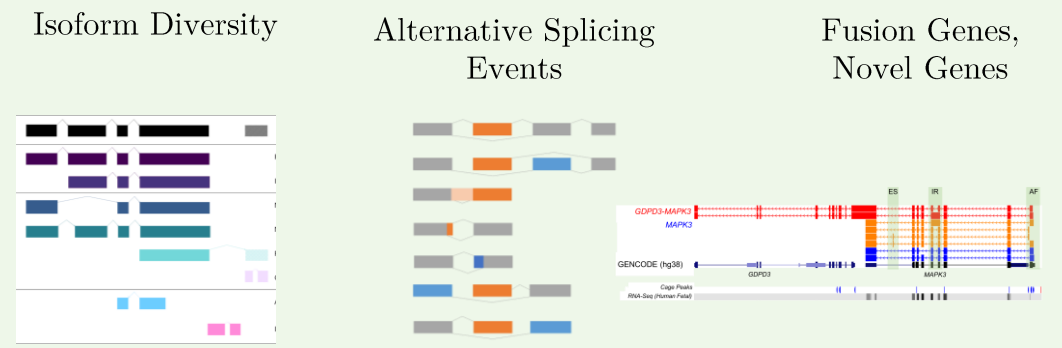 Isoform Diversity
Alternative Splicing
Events
Fusion Genes,
Novel Genes
ES
IR
AF
GDPD3-MAPK3
MAPK3
GENCODE (hg38)
GDPD3
MAPK3
Cage Peaks
RNA-Seq (Human Fetal)